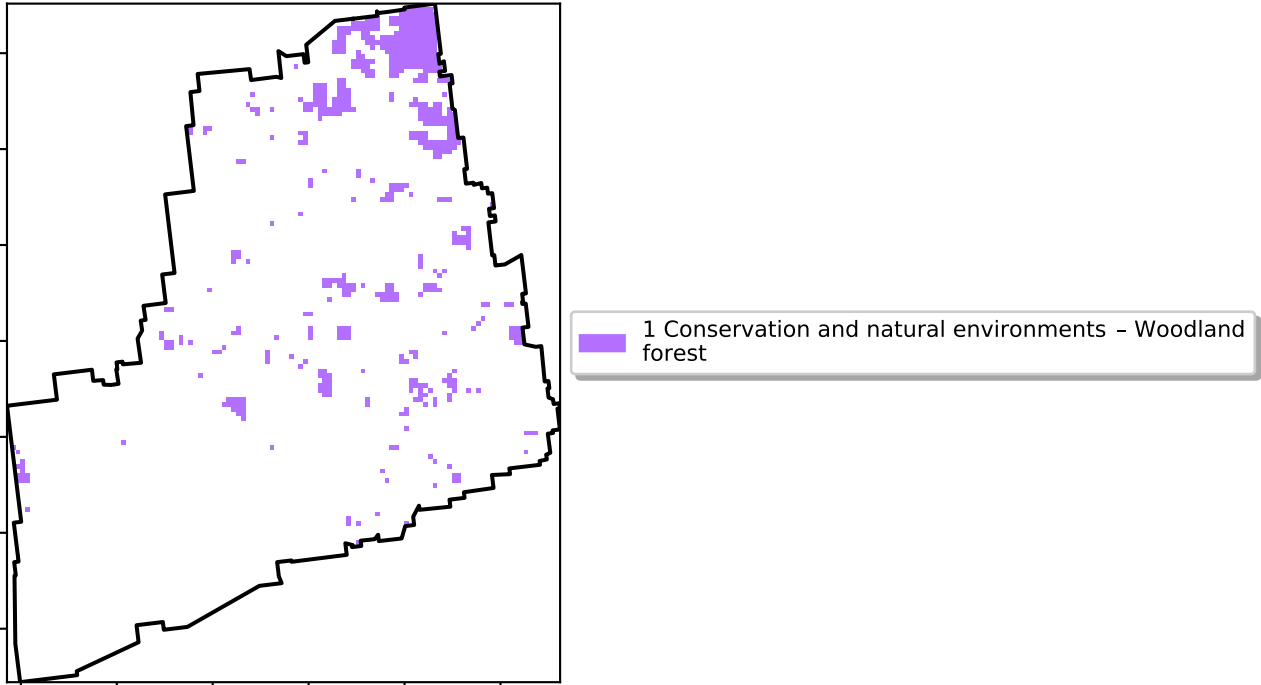 1 Conservation and natural environments – Woodland
forest